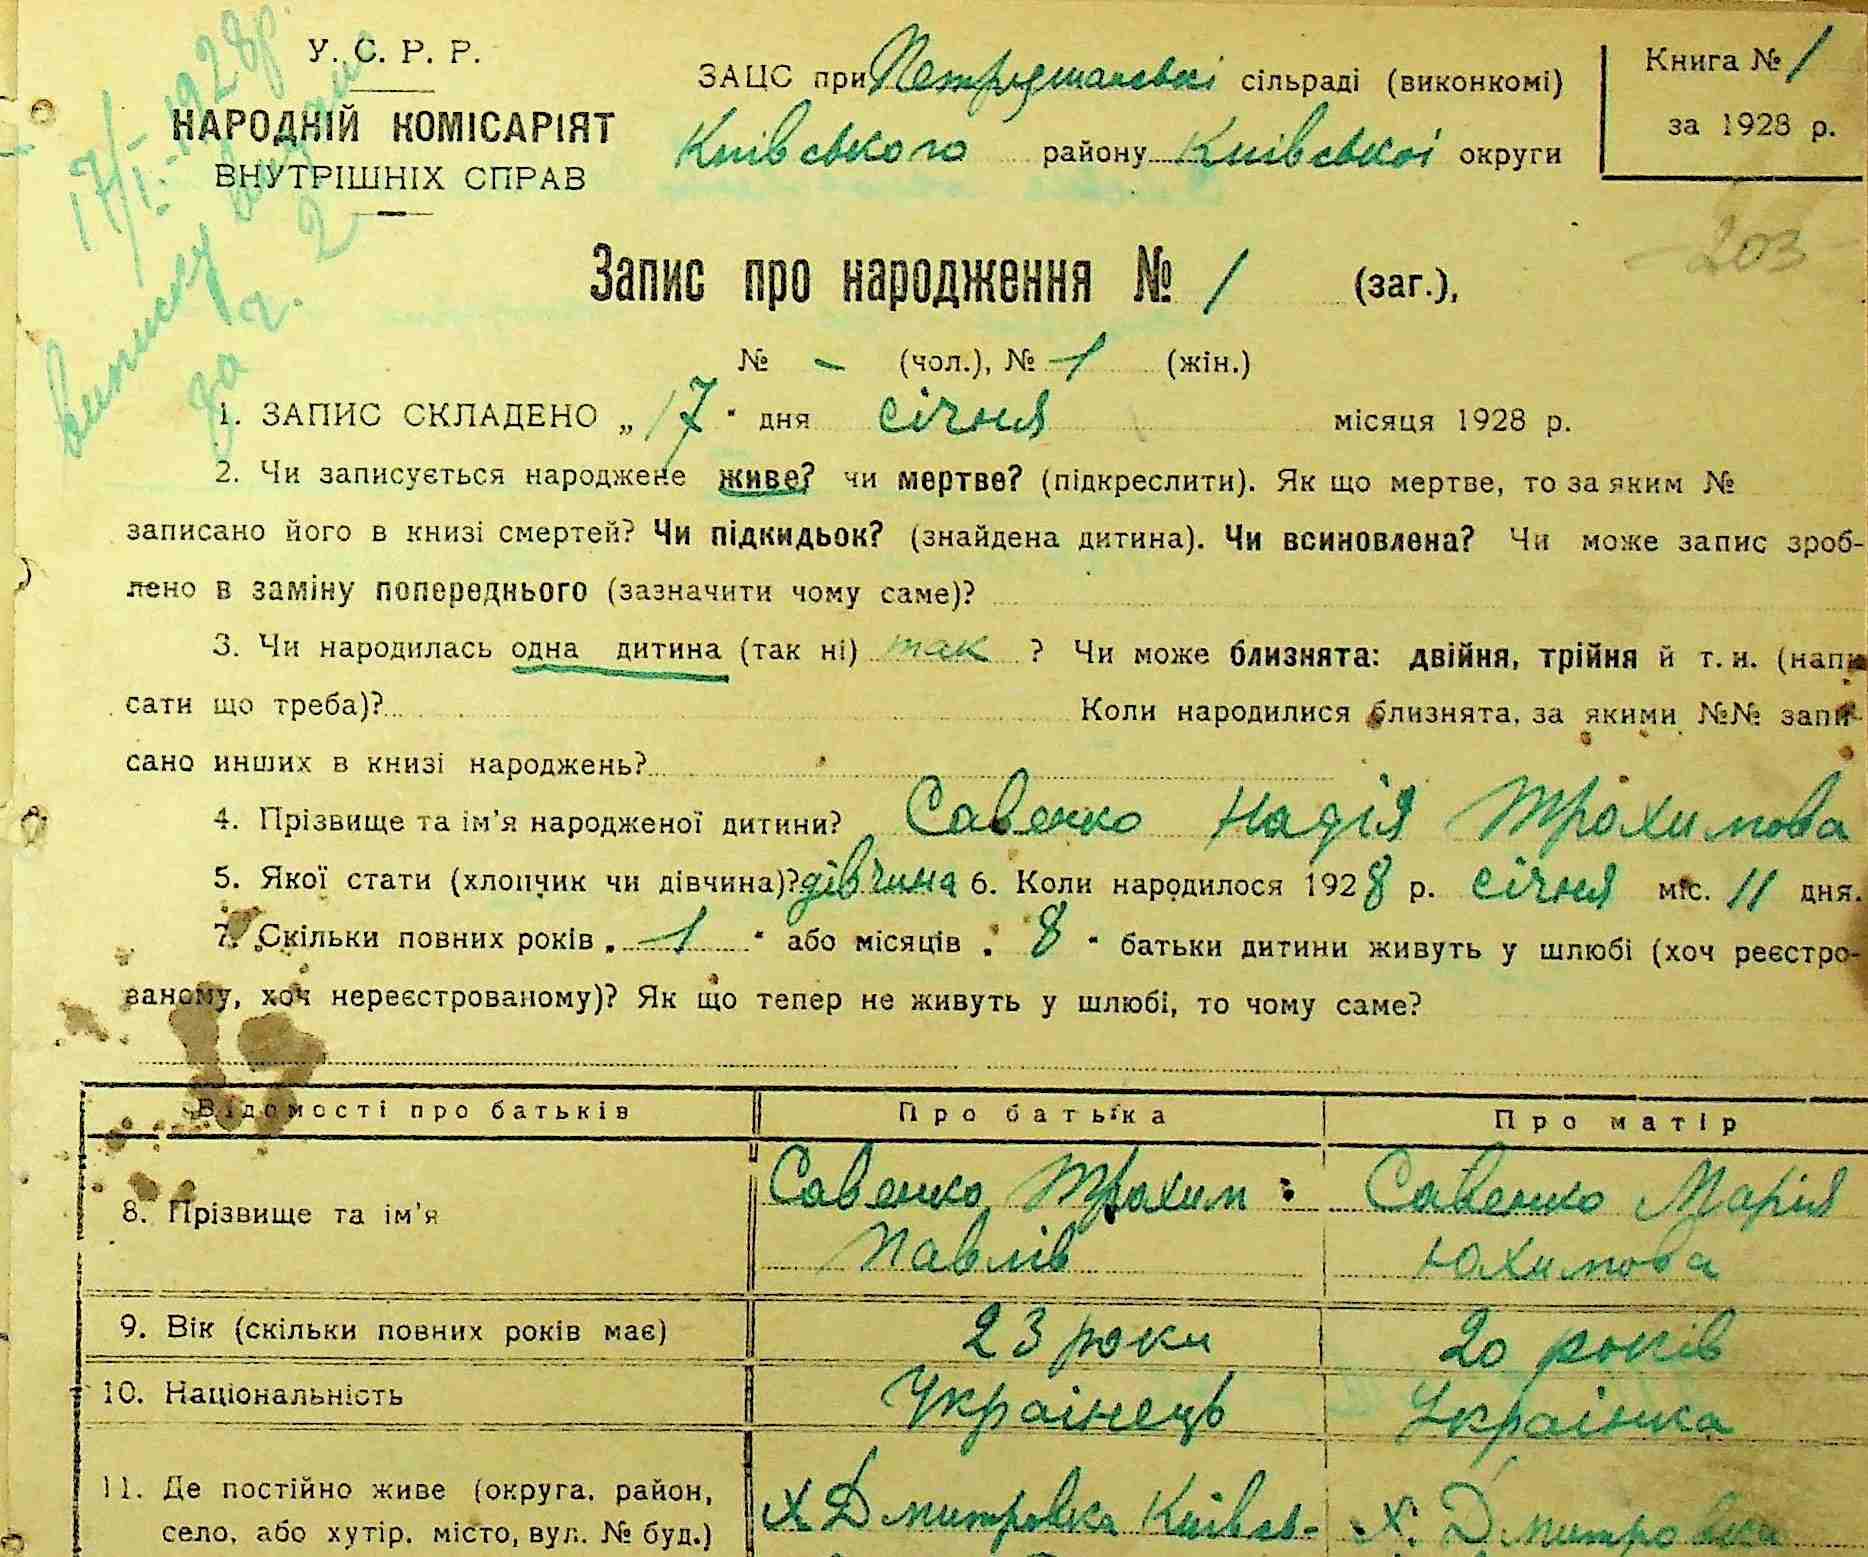 У. С. Р. Р.
НАРОДНІЙ КОМІСАРІЯТ
ВНУТРІШНІХ СПРАВ
17/I-1928р.
виписку видано
за ч. 2
ЗАЦС при сільраді (виконкомі)
Київського району Київської округи
Книга № 1
за 1928 р.
203
Запис про народження № 1 (заг.),
№ – (чол.), № 1 (жін.)
1. ЗАПИС СКЛАДЕНО „17“ дня січня місяця 1928 р.
2. Чи записується народжене живе? чи мертве? (підкреслити). Як що мертве, то за яким №
записано його в книзі смертей? Чи підкидьок? (знайдена дитина). Чи всиновлена? Чи може запис зроб-
лено в заміну попереднього (зазначити чому саме)?
3. Чи народилась одна дитина (так ні) так ? Чи може близнята: двійня, трійня й т. н. (напи
сати що треба)? Коли народилися близнята, за якими №№ запи-
сано инших в книзі народжень?
4. Прізвище та ім'я народженої дитини? Савенко Надія Трохимова
5. Якої стати (хлопчик чи дівчина)? дівчина 6. Коли народилося 1928 р. січня міс. 11 дня.
7. Скільки повних років „ 1 “ або місяців „ 8 “ батьки дитини живуть у шлюбі (хоч реєстро-
ваному, хоч нереєстрованому)? Як що тепер не живуть у шлюбі, то чому саме?
Відомості про батьків Про батька Про матір
8. Прізвище та ім'я Савенко Трохим Савенко Марія
Павлів Юхимова
9. Вік (скільки повних років має) 23 роки 20 років
10. Національність Українець Українка
11. Де постійно живе (округа, район, Х Дмитровка Київсь- Х. Дмитровка
село, або хутір, місто, вул. № буд.)